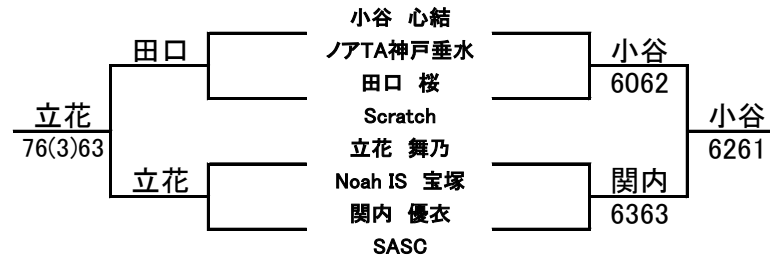 小谷 心結
田口 ノアTA神戸垂水 小谷
田口 桜 6062
立花 Scratch 小谷
76(3)63 立花 舞乃 6261
立花 Noah IS 宝塚 関内
関内 優衣 6363
SASC